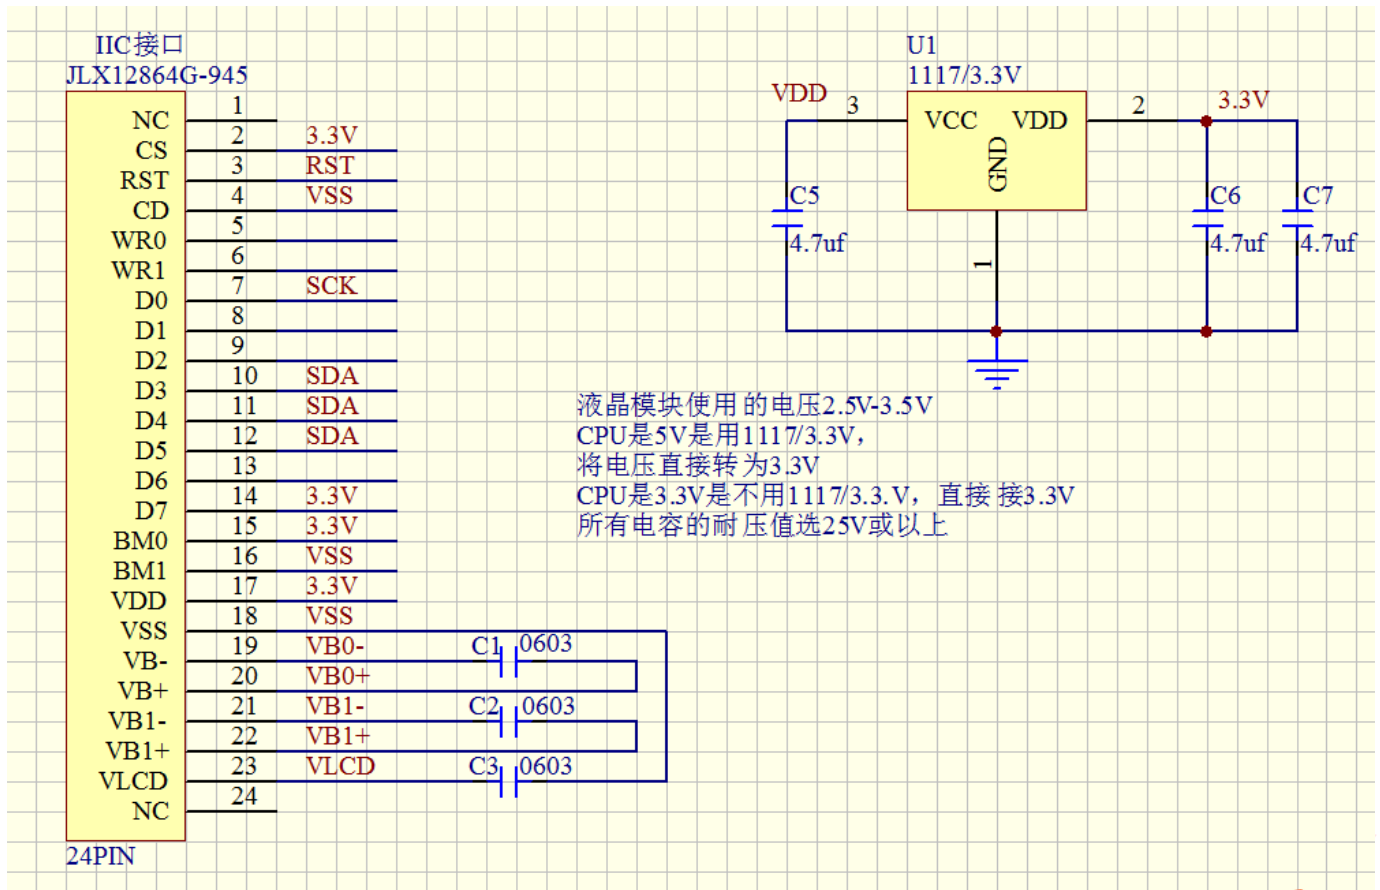 IIC接口
JLX12864G-945
NC 1
CS 2 3.3V
RST 3 RST
CD 4 VSS
WR0 5
WR1 6
D0 7 SCK
D1 8
D2 9
D3 10 SDA
D4 11 SDA
D5 12 SDA
D6 13
D7 14 3.3V
BM0 15 3.3V
BM1 16 VSS
VDD 17 3.3V
VSS 18 VSS
VB- 19 VB0- C1 0603
VB+ 20 VB0+
VB1- 21 VB1- C2 0603
VB1+ 22 VB1+
VLCD 23 VLCD C3 0603
NC 24
24PIN
U1
1117/3.3V
VDD 3 VCC VDD 2 3.3V
GND
1
C5
4.7uf
C6
4.7uf
C7
4.7uf
液晶模块使用的电压2.5V-3.5V
CPU是5V是用1117/3.3V，
将电压直接转为3.3V
CPU是3.3V是不用1117/3.3.V，直接 接3.3V
所有电容的耐压值选25V或以上